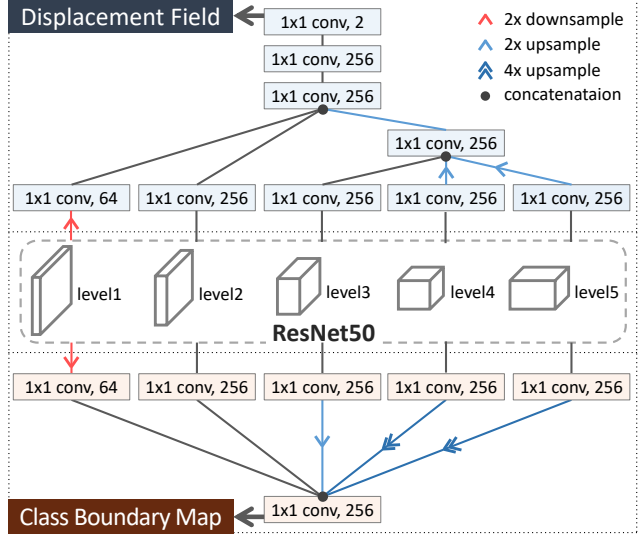 Displacement Field
1x1 conv, 2
1x1 conv, 256
1x1 conv, 256
2x downsample
2x upsample
4x upsample
concatenataion
1x1 conv, 256
1x1 conv, 64
1x1 conv, 256
1x1 conv, 256
1x1 conv, 256
1x1 conv, 256
level1
level2
level3
level4
level5
ResNet50
1x1 conv, 64
1x1 conv, 256
1x1 conv, 256
1x1 conv, 256
1x1 conv, 256
1x1 conv, 256
Class Boundary Map